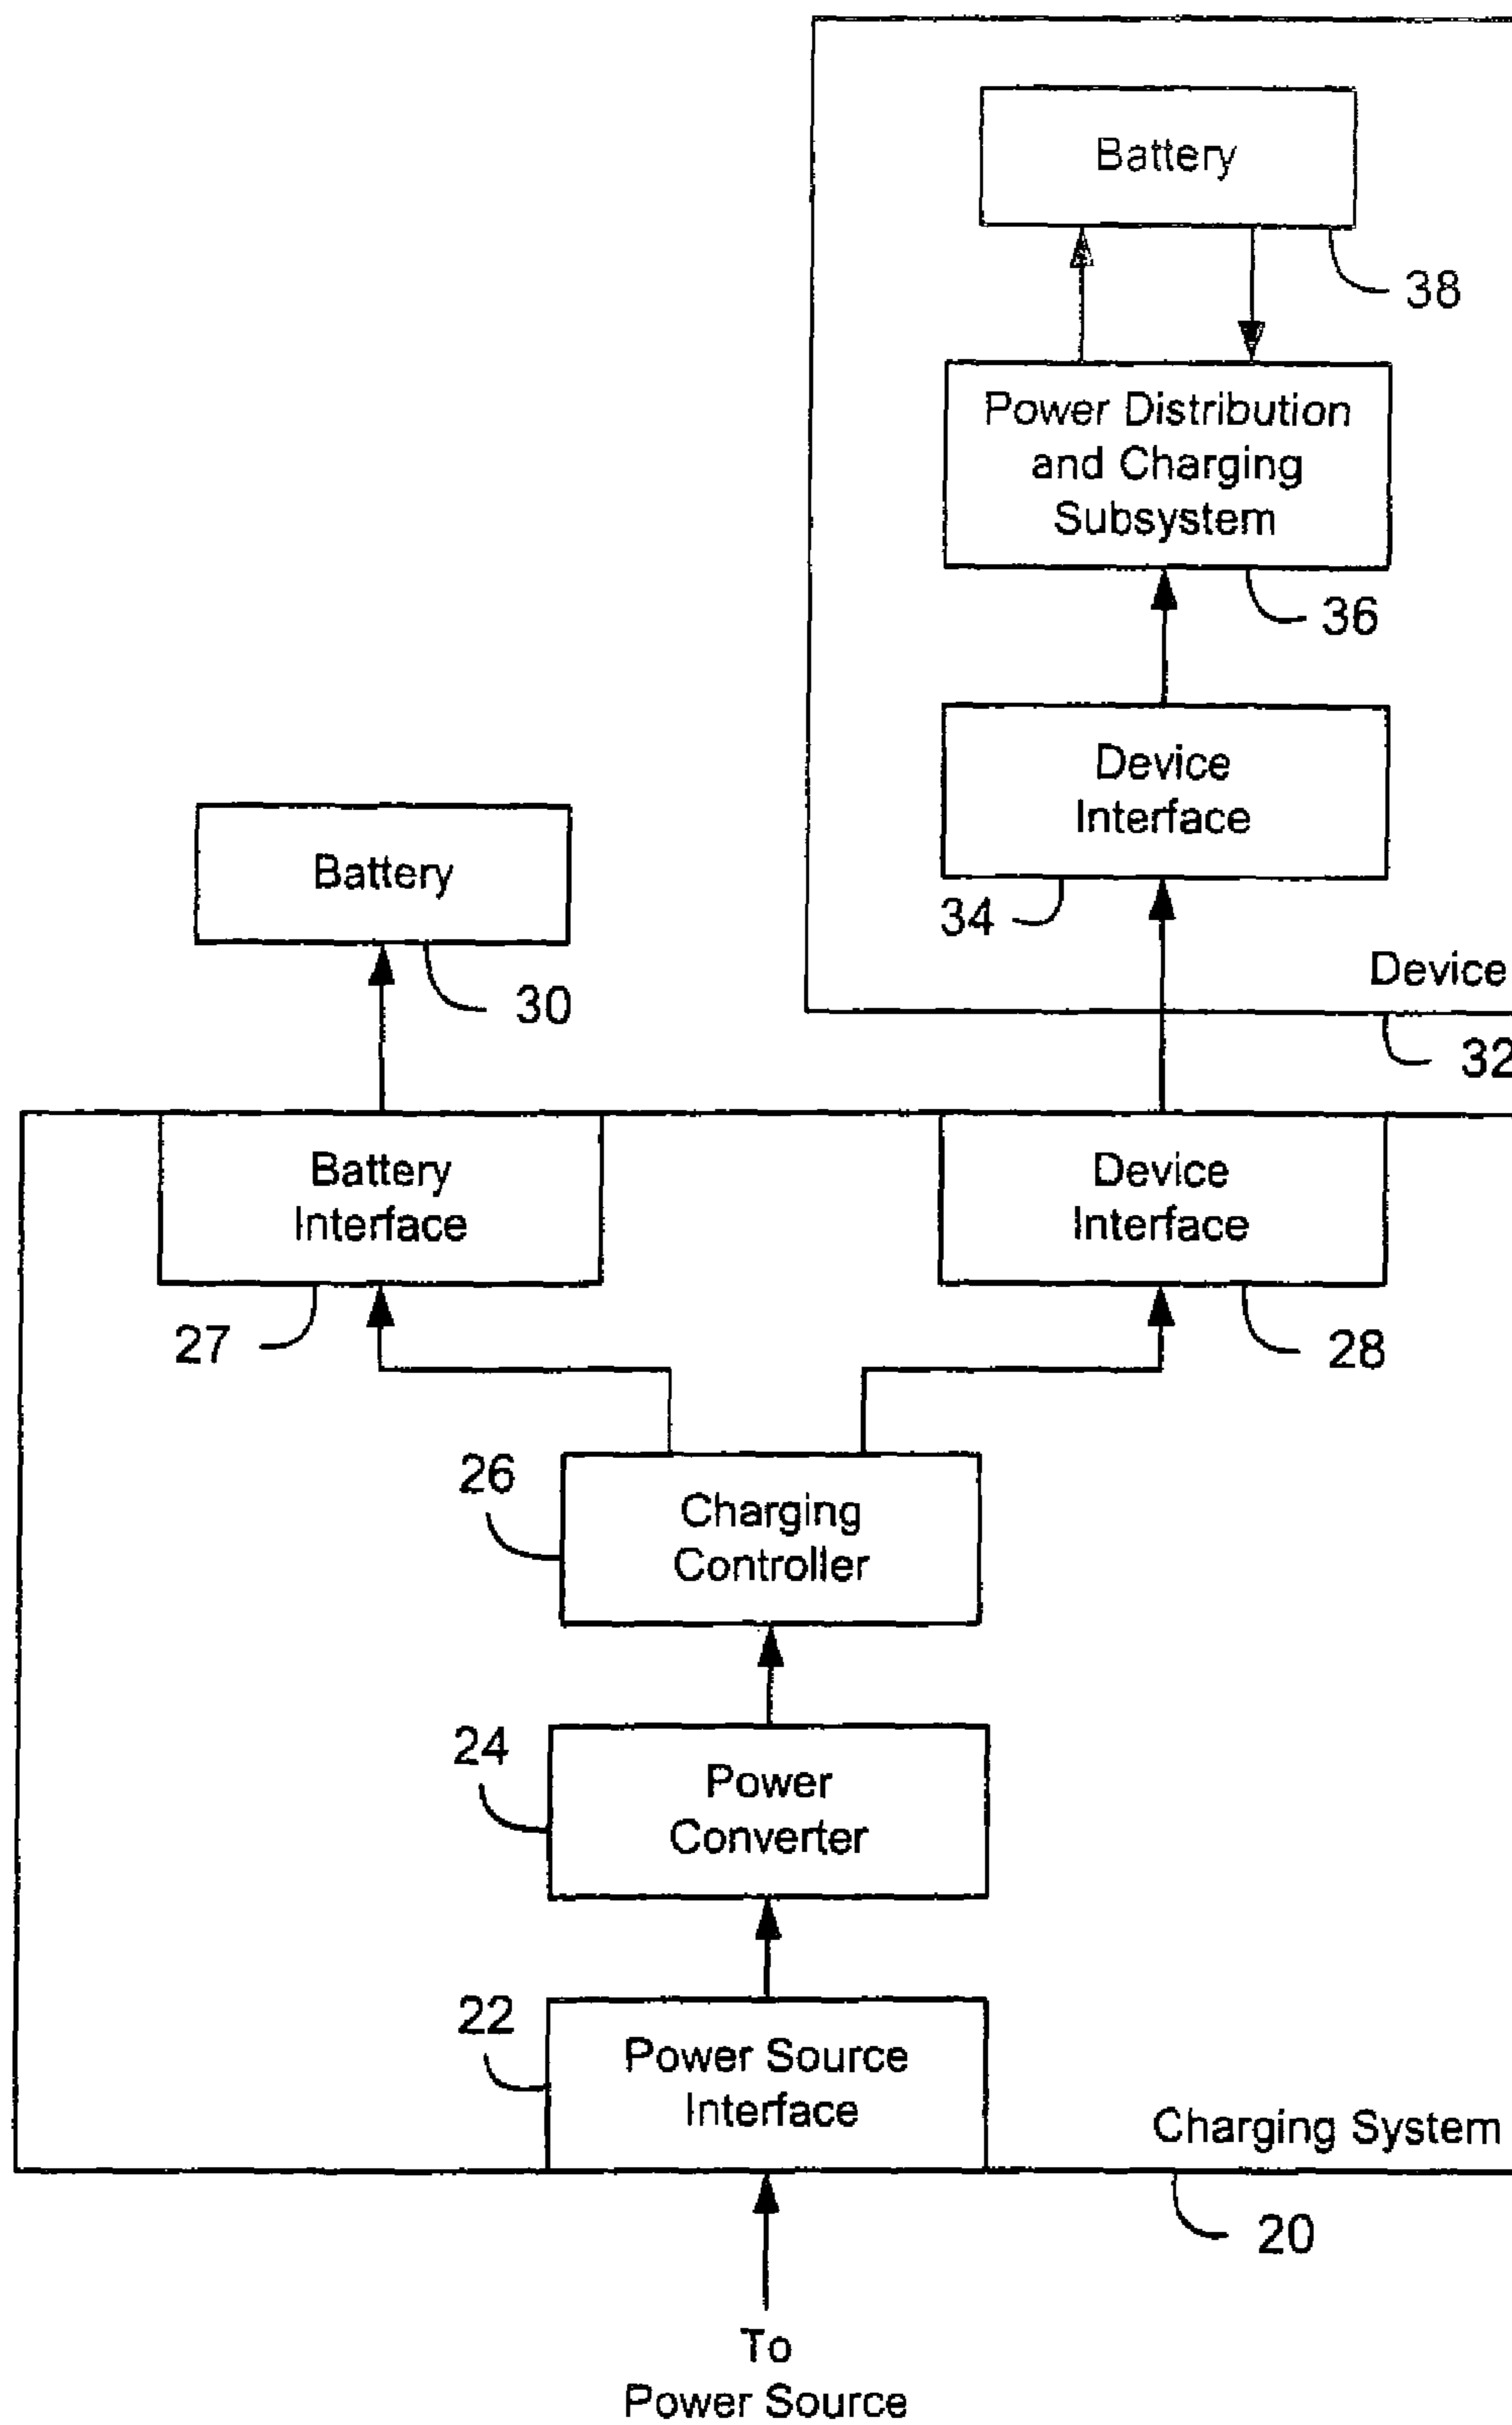 Battery
38
Power Distribution
and Charging
Subsystem
36
Device
Interface
34
Device
32
Battery
30
Battery
Interface
27
Device
Interface
28
26
Charging
Controller
24
Power
Converter
22
Power Source
Interface
Charging System
20
To
Power Source